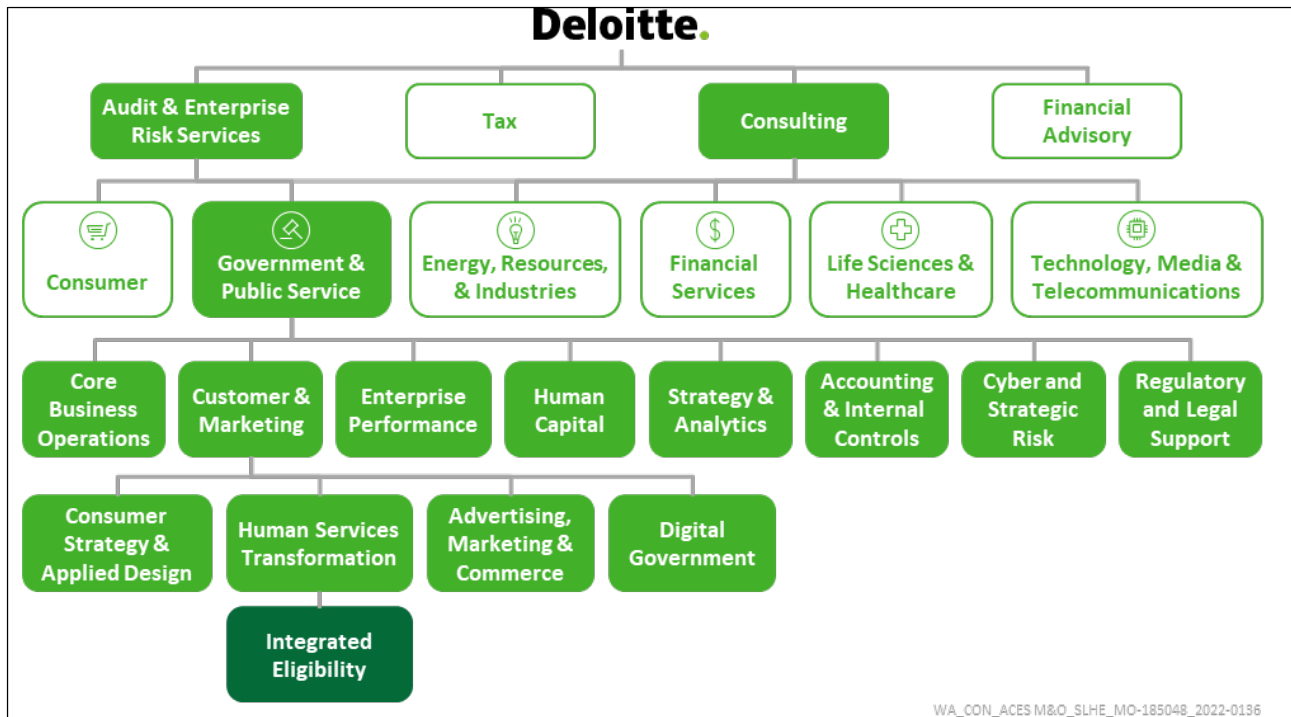 Deloitte.
Audit & Enterprise
Risk Services
Tax
Consulting
Financial
Advisory
Consumer
Government &
Public Service
Energy, Resources,
& Industries
Financial
Services
Life Sciences &
Healthcare
Technology, Media &
Telecommunications
Core
Business
Operations
Customer &
Marketing
Enterprise
Performance
Human
Capital
Strategy &
Analytics
Accounting
& Internal
Controls
Cyber and
Strategic
Risk
Regulatory
and Legal
Support
Consumer
Strategy &
Applied Design
Human Services
Transformation
Advertising,
Marketing &
Commerce
Digital
Government
Integrated
Eligibility
WA_CON_ACES M&O_SLHE_MO-185048_2022-0136